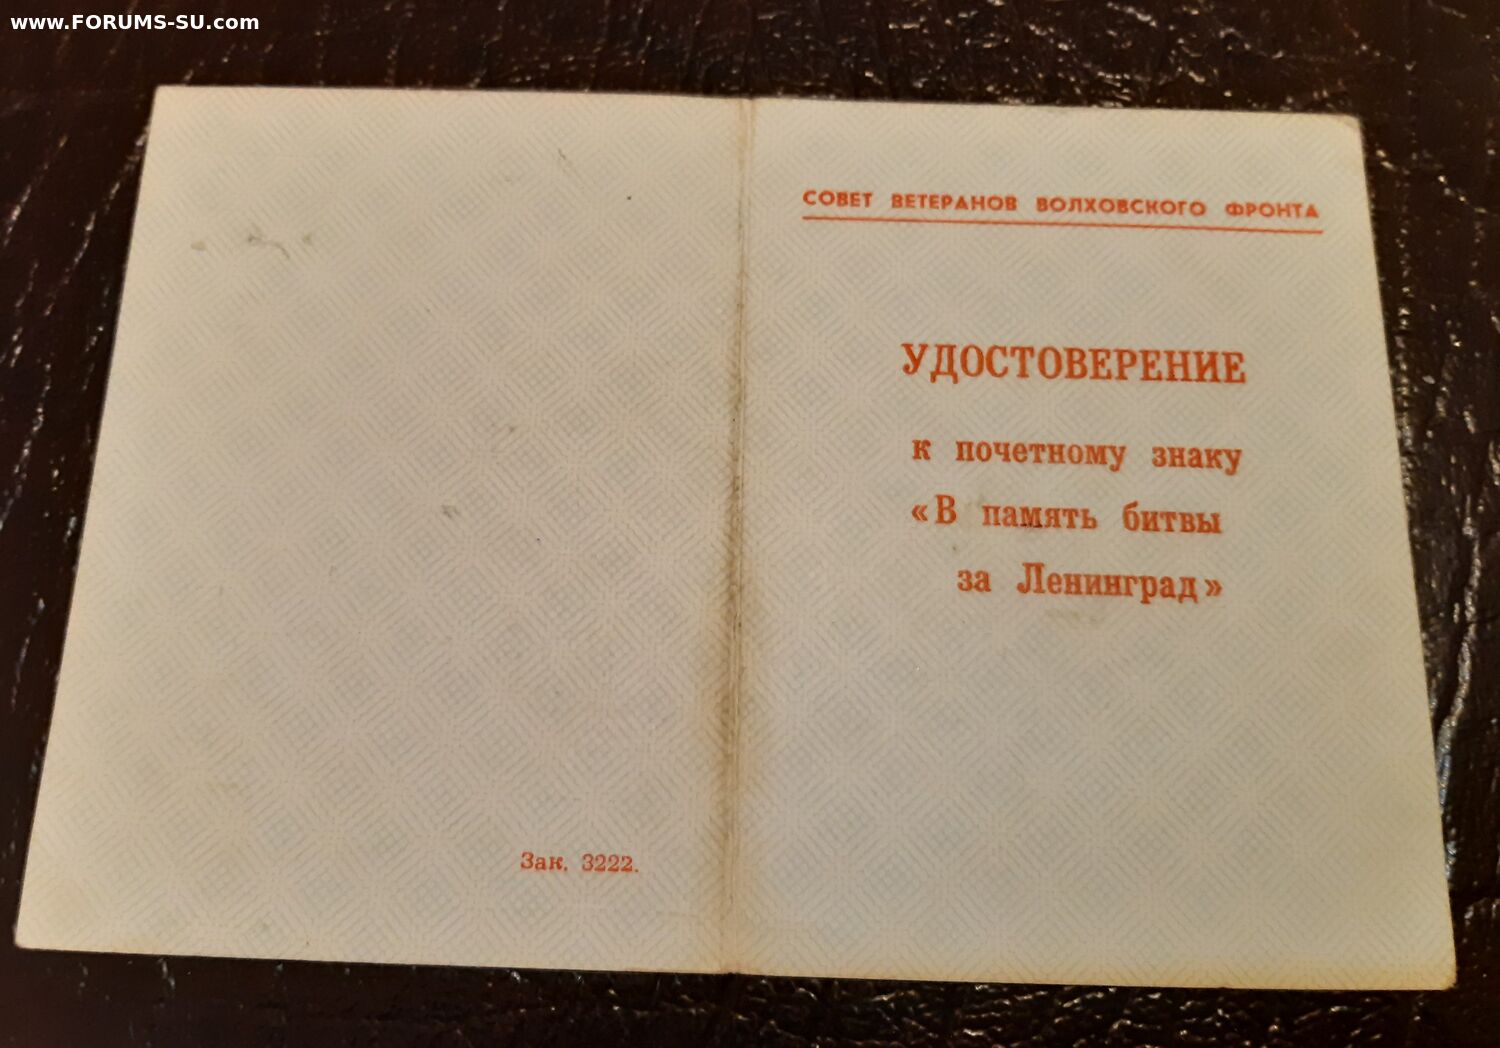 www.FORUMS-SU.com
СОВЕТ ВЕТЕРАНОВ ВОЛХОВСКОГО ФРОНТА
УДОСТОВЕРЕНИЕ
к почетному знаку
«В память битвы
за Ленинград»
Зак. 3222.